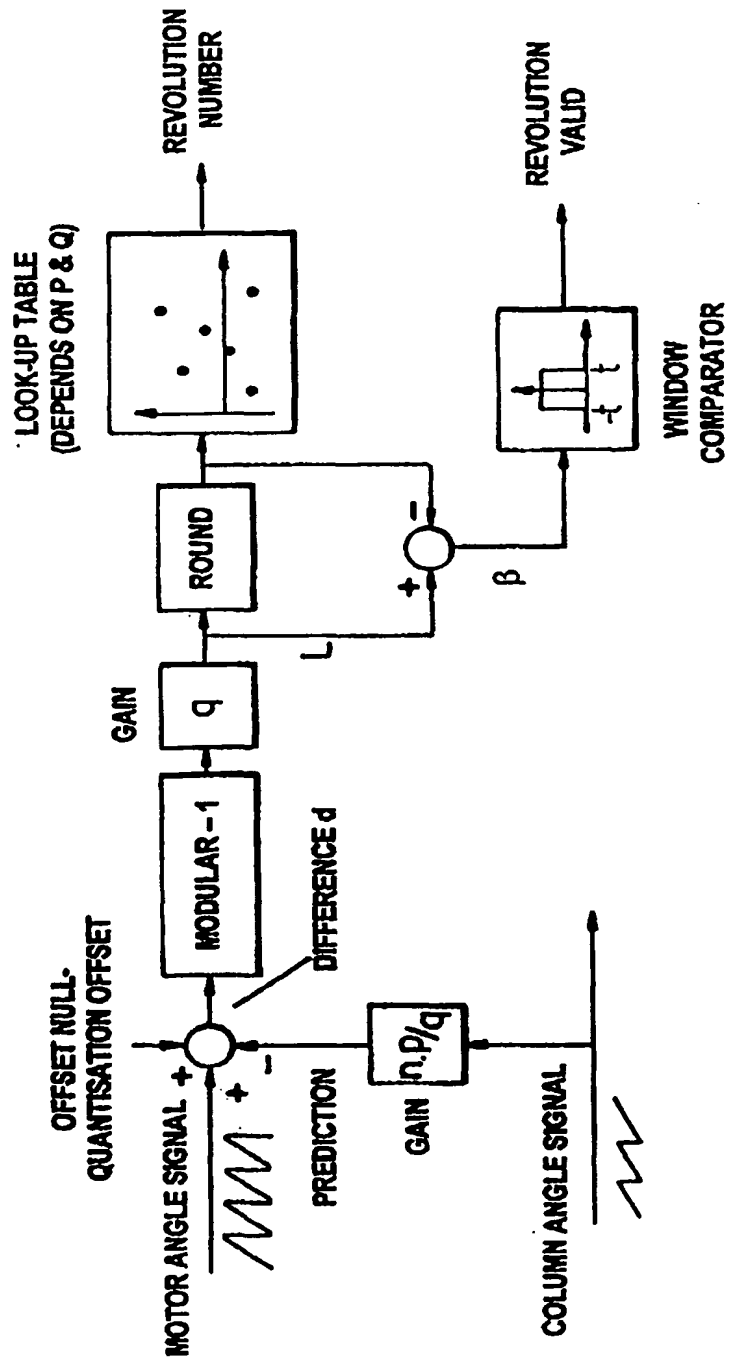 OFFSET NULL-
QUANTISATION OFFSET
MOTOR ANGLE SIGNAL
+
+
-
DIFFERENCE d
MODULAR-1
GAIN
q
ROUND
LOOK-UP TABLE
(DEPENDS ON P & Q)
REVOLUTION
NUMBER
L
+
-
β
-t
t
WINDOW
COMPARATOR
REVOLUTION
VALID
PREDICTION
GAIN
n.p/q
COLUMN ANGLE SIGNAL